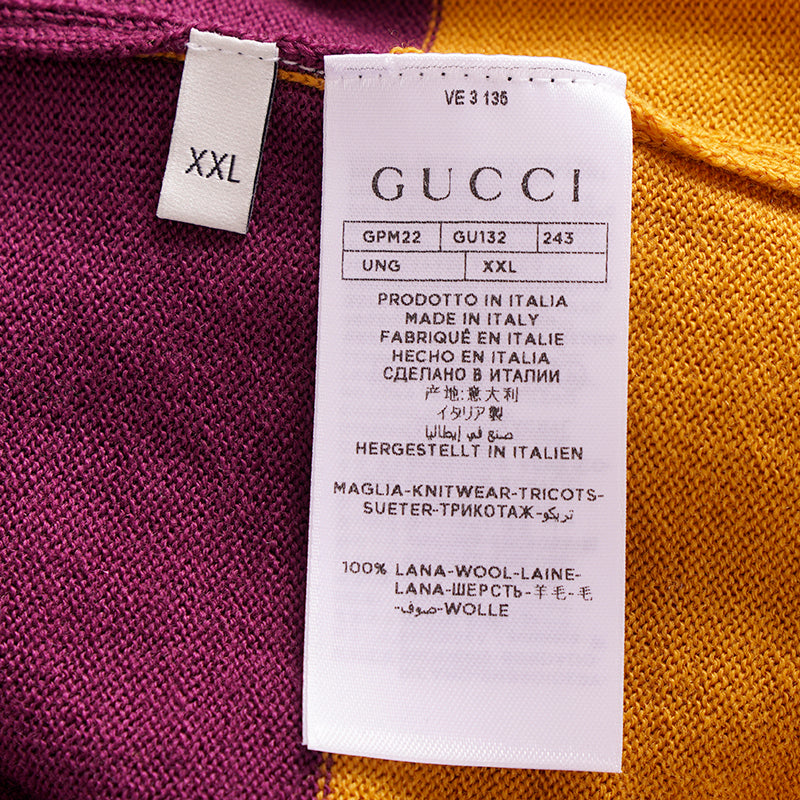 XXL
VE 3 135
GUCCI
GPM22 GU132 243
UNG XXL
PRODOTTO IN ITALIA
MADE IN ITALY
FABRIQUÉ EN ITALIE
HECHO EN ITALIA
СДЕЛАНО В ИТАЛИИ
产地:意大利
イタリア製
صنع في إيطاليا
HERGESTELLT IN ITALIEN
MAGLIA-KNITWEAR-TRICOTS-
SUETER-ТРИКОТАЖ-تريكو
100% LANA-WOOL-LAINE-
LANA-ШЕРСТЬ-羊毛-毛
-صوف-WOLLE